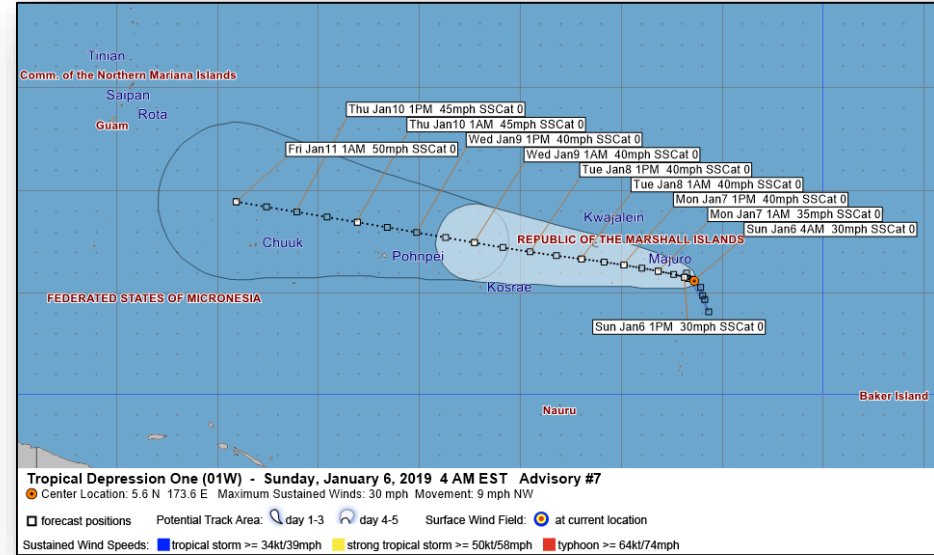 Tinian
Comm. of the Northern Mariana Islands
Saipan
Rota
Guam
Thu Jan10 1PM 45mph SSCat 0
Thu Jan10 1AM 45mph SSCat 0
Wed Jan9 1PM 40mph SSCat 0
Fri Jan11 1AM 50mph SSCat 0
Wed Jan9 1AM 40mph SSCat 0
Tue Jan8 1PM 40mph SSCat 0
Tue Jan8 1AM 40mph SSCat 0
Mon Jan7 1PM 40mph SSCat 0
Kwajalein
Mon Jan7 1AM 35mph SSCat 0
Sun Jan6 4AM 30mph SSCat 0
REPUBLIC OF THE MARSHALL ISLANDS
Chuuk
Pohnpei
Majuro
Kosrae
FEDERATED STATES OF MICRONESIA
Sun Jan6 1PM 30mph SSCat 0
Baker Island
Nauru
Tropical Depression One (01W) - Sunday, January 6, 2019 4 AM EST Advisory #7
Center Location: 5.6 N 173.6 E Maximum Sustained Winds: 30 mph Movement: 9 mph NW
forecast positions Potential Track Area: day 1-3 day 4-5 Surface Wind Field: at current location
Sustained Wind Speeds: tropical storm >= 34kt/39mph strong tropical storm >= 50kt/58mph typhoon >= 64kt/74mph